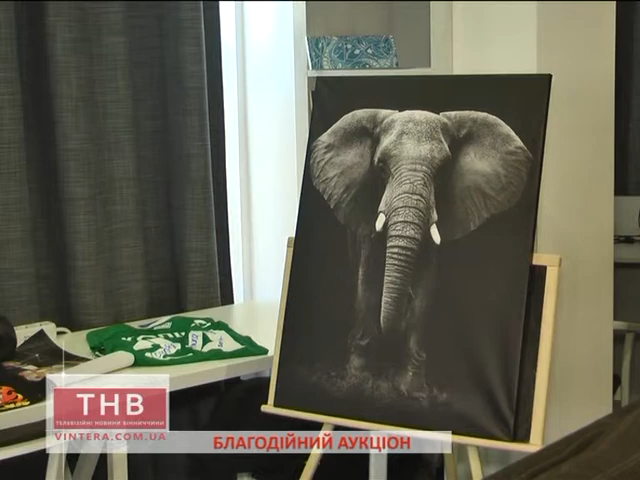 ТНВ
ТЕЛЕВІЗІЙНІ НОВИНИ ВІННИЧЧИНИ
VINTERA.COM.UA
БЛАГОДІЙНИЙ АУКЦІОН